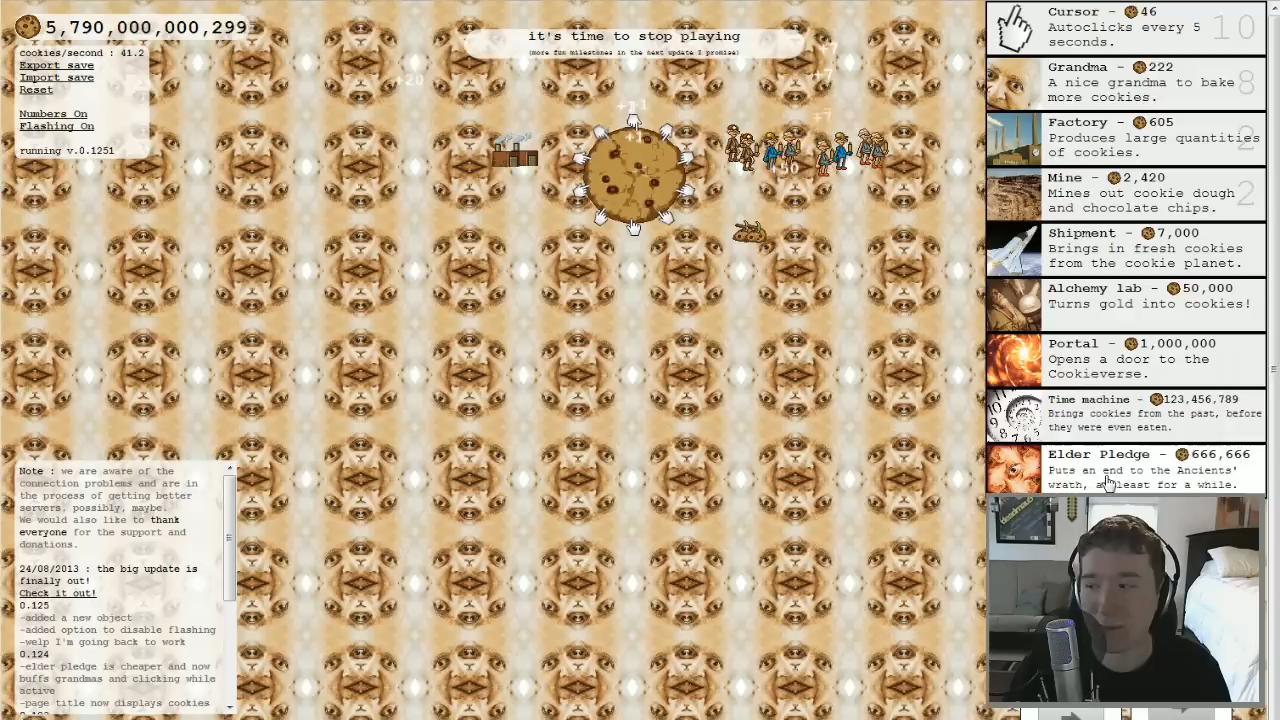 5,790,000,000,299
cookies/second : 41.2
Export save
Import save
Reset
Numbers On
Flashing On
running v.0.1251
it's time to stop playing
(more fun milestones in the next update I promise)
+20
+7
+7
+7
+1
+50
Cursor - 46
Autoclicks every 5
seconds.
10
Grandma - 222
A nice grandma to bake
more cookies.
8
Factory - 605
Produces large quantities
of cookies.
2
Mine - 2,420
Mines out cookie dough
and chocolate chips.
2
Shipment - 7,000
Brings in fresh cookies
from the cookie planet.
Alchemy lab - 50,000
Turns gold into cookies!
Portal - 1,000,000
Opens a door to the
Cookieverse.
Time machine - 123,456,789
Brings cookies from the past, before
they were even eaten.
Elder Pledge - 666,666
Puts an end to the Ancients'
wrath, at least for a while.
Note : we are aware of the
connection problems and are in
the process of getting better
servers, possibly, maybe.
We would also like to thank
everyone for the support and
donations.
24/08/2013 : the big update is
finally out!
Check it out!
0.125
-added a new object
-added option to disable flashing
-welp I'm going back to work
0.124
-elder pledge is cheaper and now
buffs grandmas and clicking while
active
-page title now displays cookies